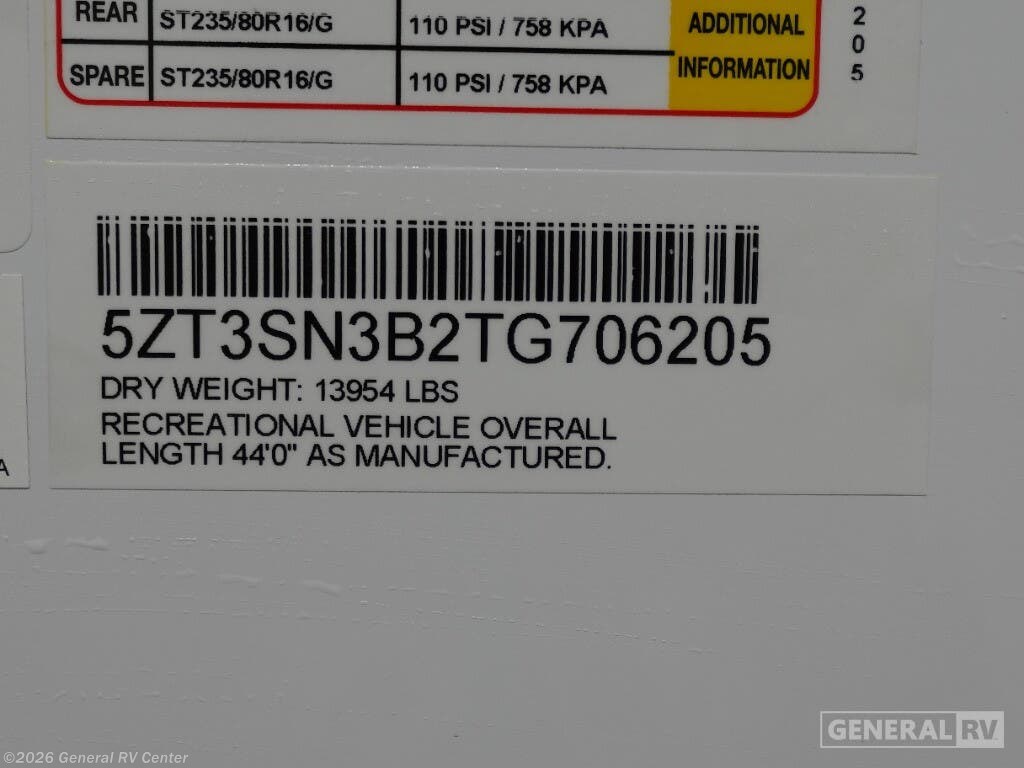 REAR ST235/80R16/G 110 PSI / 758 KPA
SPARE ST235/80R16/G 110 PSI / 758 KPA
ADDITIONAL
INFORMATION
2
0
5
5ZT3SN3B2TG706205
DRY WEIGHT: 13954 LBS
RECREATIONAL VEHICLE OVERALL
LENGTH 44'0" AS MANUFACTURED.
A
GENERAL RV
©2026 General RV Center